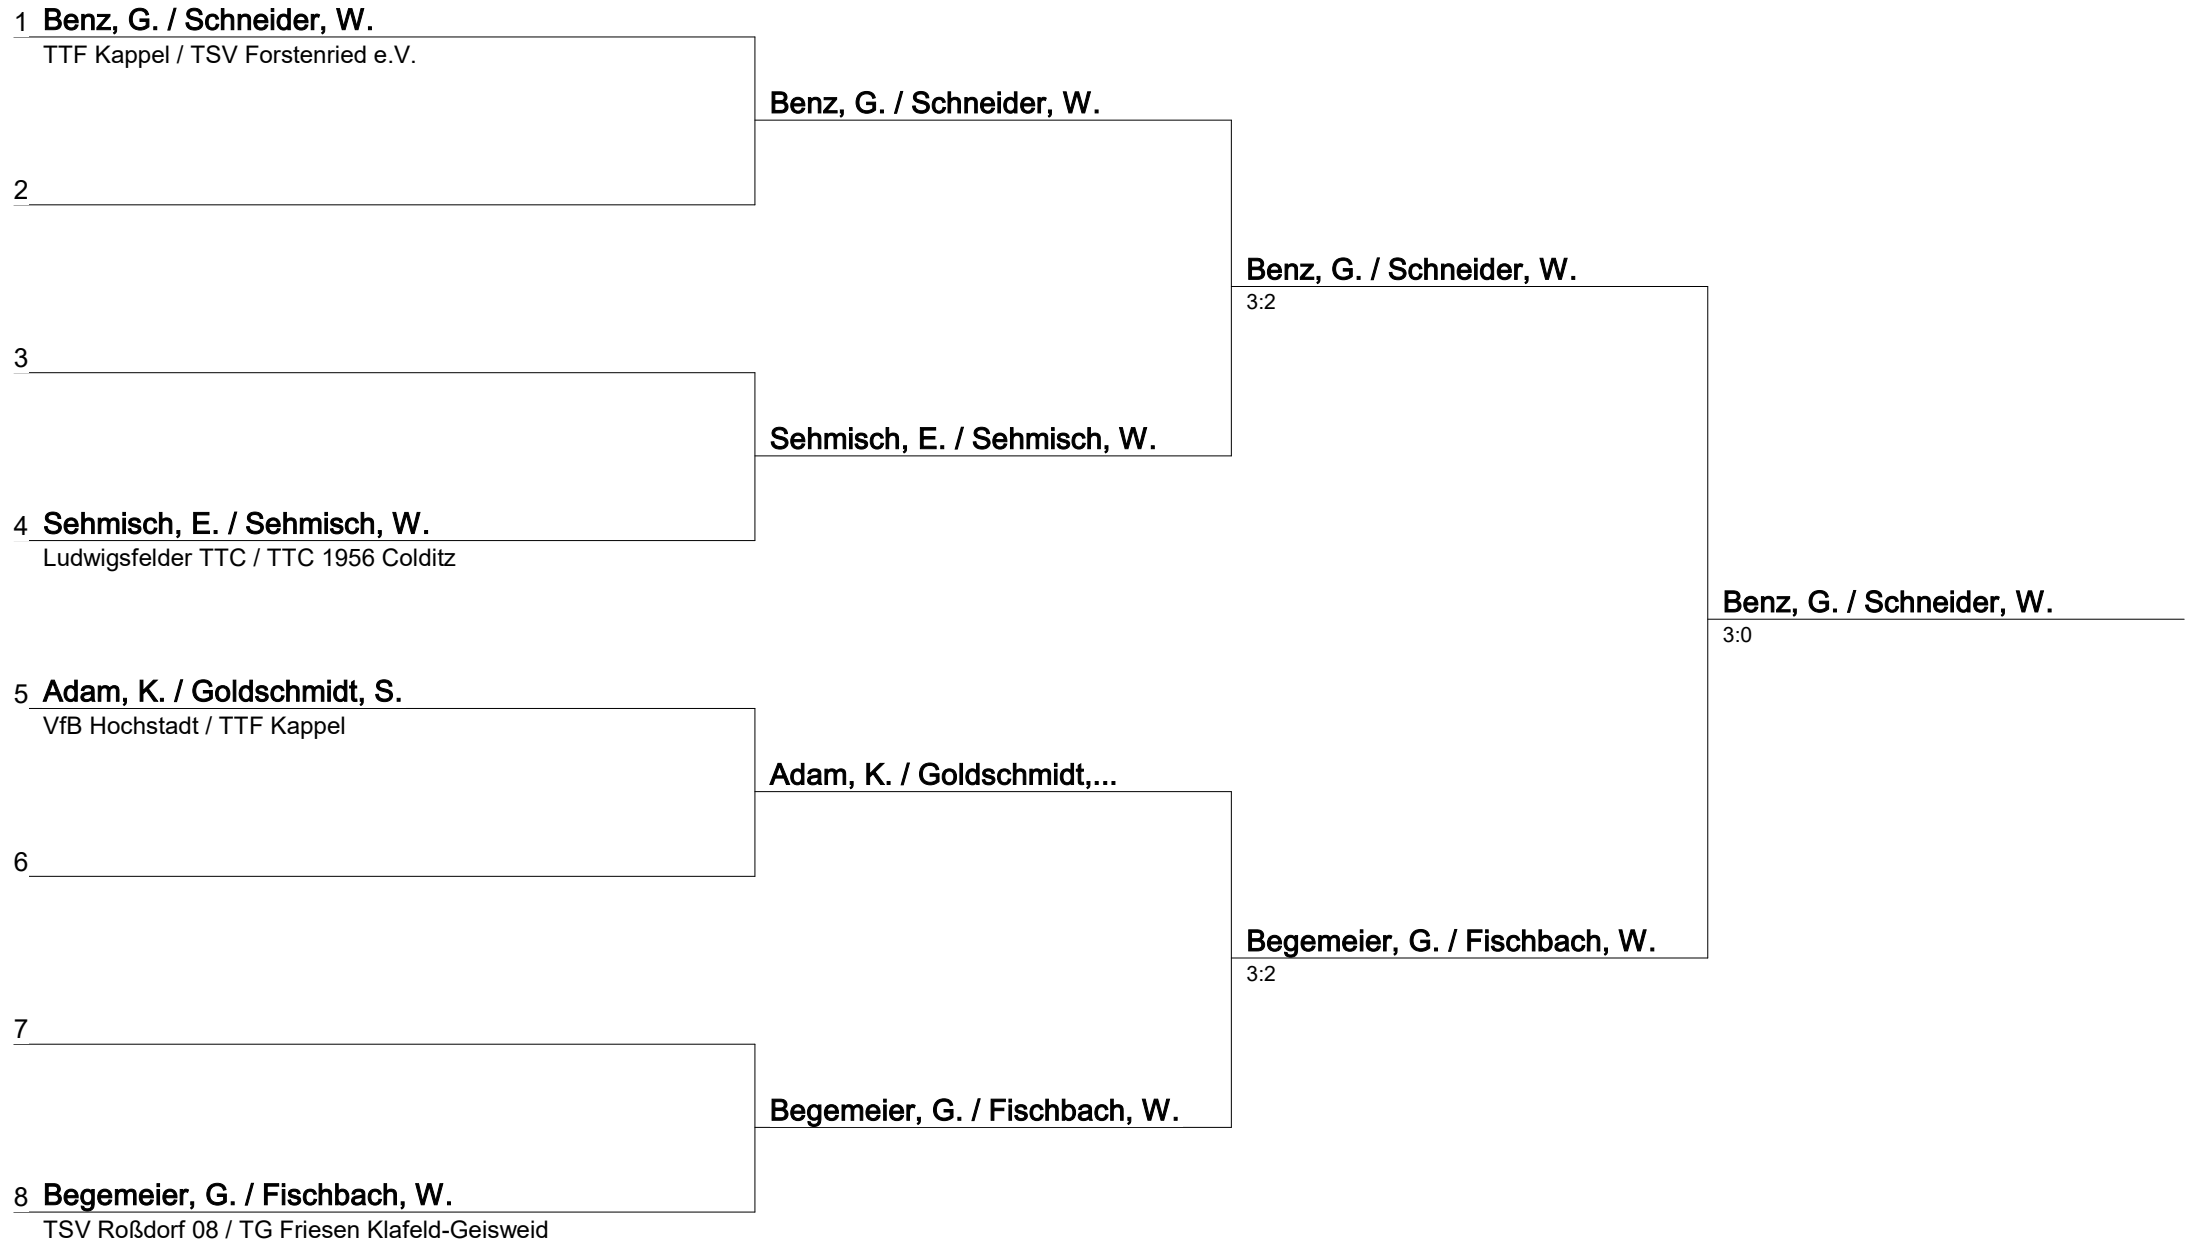 1 Benz, G. / Schneider, W.
TTF Kappel / TSV Forstenried e.V.
Benz, G. / Schneider, W.
2
Benz, G. / Schneider, W.
3:2
3
Sehmisch, E. / Sehmisch, W.
4 Sehmisch, E. / Sehmisch, W.
Ludwigsfelder TTC / TTC 1956 Colditz
Benz, G. / Schneider, W.
3:0
5 Adam, K. / Goldschmidt, S.
VfB Hochstadt / TTF Kappel
Adam, K. / Goldschmidt,...
6
Begemeier, G. / Fischbach, W.
3:2
7
Begemeier, G. / Fischbach, W.
8 Begemeier, G. / Fischbach, W.
TSV Roßdorf 08 / TG Friesen Klafeld-Geisweid